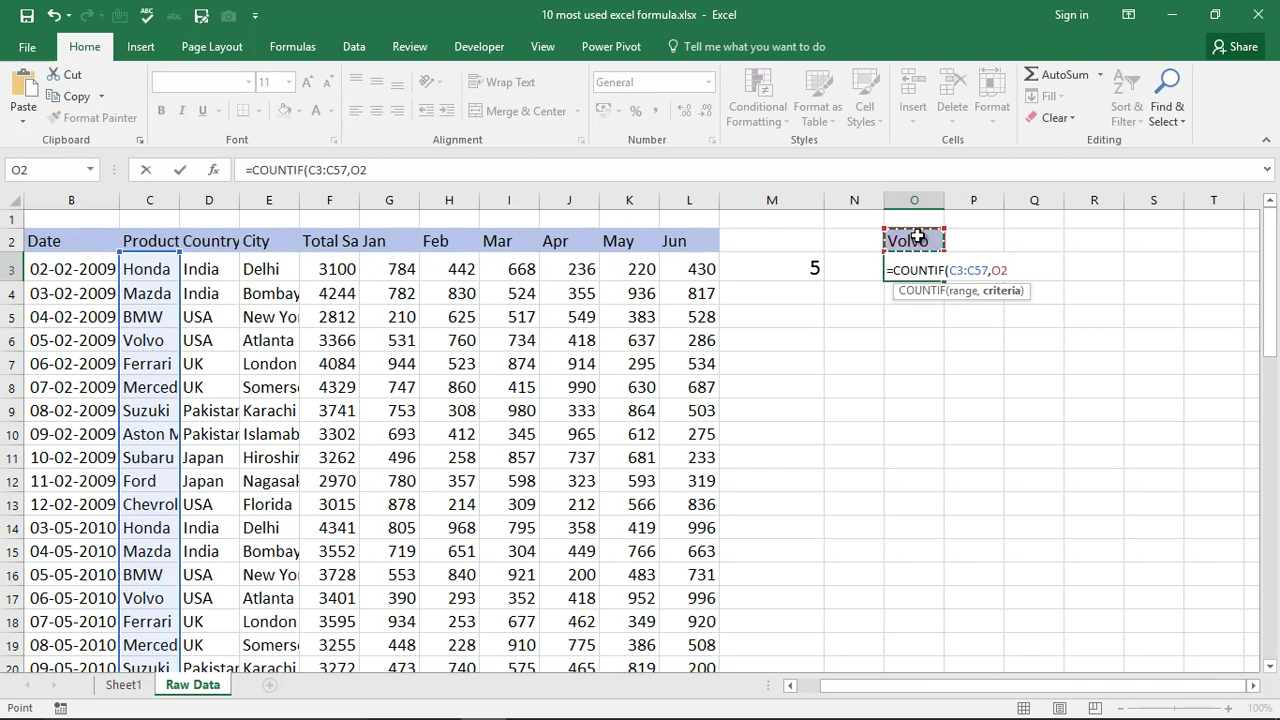 10 most used excel formula.xlsx - Excel
Sign in
File Home Insert Page Layout Formulas Data Review Developer View Power Pivot Tell me what you want to do Share
Paste Cut Copy Format Painter Clipboard
11 B I U A A Font
Wrap Text Merge & Center Alignment
General % , Number
Conditional Formatting Format as Table Cell Styles Styles
Insert Delete Format Cells
AutoSum Fill Clear Sort & Filter Find & Select Editing
O2 fx =COUNTIF(C3:C57,O2
B C D E F G H I J K L M N O P Q R S T
1
2 Date Product Country City Total Sa Jan Feb Mar Apr May Jun Volvo
3 02-02-2009 Honda India Delhi 3100 784 442 668 236 220 430 5 =COUNTIF(C3:C57,O2
COUNTIF(range, criteria)
4 03-02-2009 Mazda India Bombay 4244 782 830 524 355 936 817
5 04-02-2009 BMW USA New Yo 2812 210 625 517 549 383 528
6 05-02-2009 Volvo USA Atlanta 3366 531 760 734 418 637 286
7 06-02-2009 Ferrari UK London 4084 944 523 874 914 295 534
8 07-02-2009 Merced UK Somers 4329 747 860 415 990 630 687
9 08-02-2009 Suzuki Pakistan Karachi 3741 753 308 980 333 864 503
10 09-02-2009 Aston M Pakistan Islamab 3302 693 412 345 965 612 275
11 10-02-2009 Subaru Japan Hiroshin 3262 496 258 857 737 681 233
12 11-02-2009 Ford Japan Nagasak 2970 780 357 598 323 593 319
13 12-02-2009 Chevrol USA Florida 3015 878 214 309 212 566 836
14 03-05-2010 Honda India Delhi 4341 805 968 795 358 419 996
15 04-05-2010 Mazda India Bombay 3552 719 651 304 449 766 663
16 05-05-2010 BMW USA New Yo 3728 553 840 921 200 483 731
17 06-05-2010 Volvo USA Atlanta 3401 390 293 352 418 952 996
18 07-05-2010 Ferrari UK London 3595 934 253 677 462 349 920
19 08-05-2010 Merced UK Somers 3255 448 228 910 775 386 508
20 09-05-2010 Suzuki Pakistan Karachi 3272 473 740 575 465 819 200
Sheet1 Raw Data
100%